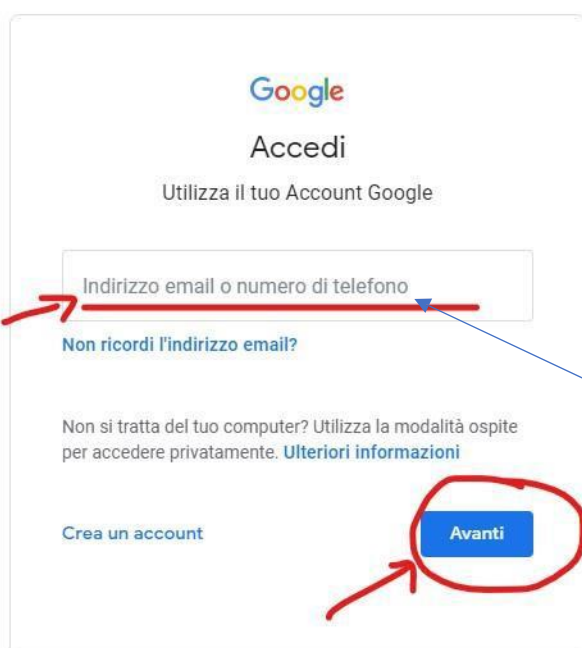 Google
Accedi
Utilizza il tuo Account Google
Indirizzo email o numero di telefono
Non ricordi l'indirizzo email?
Non si tratta del tuo computer? Utilizza la modalità ospite
per accedere privatamente. Ulteriori informazioni
Crea un account
Avanti